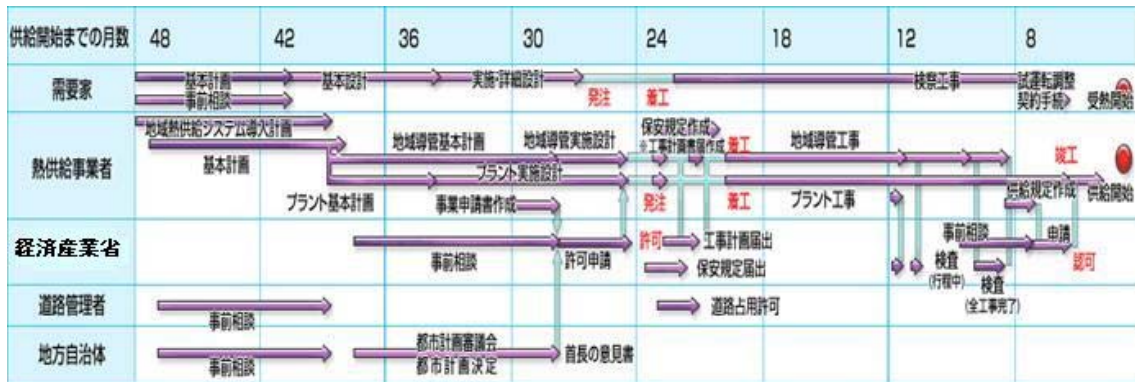 供給開始までの月数 48 42 36 30 24 18 12 8
需要家
基本計画
事前相談
基本設計
実施・詳細設計
発注
着工
検察工事
試運転調整
契約手続
受熱開始
熱供給事業者
地域熱供給システム導入計画
基本計画
地域導管基本計画
地域導管実施設計
プラント基本計画
プラント実施設計
事業申請書作成
保安規定作成
※工事計画書届作成
発注
着工
着工
地域導管工事
プラント工事
竣工
供給規定作成
供給開始
経済産業省
事前相談
許可申請
許可
工事計画届出
保安規定届出
検査
(行程中)
事前相談
検査
(全工事完了)
申請
認可
道路管理者
事前相談
道路占用許可
地方自治体
事前相談
都市計画審議会
都市計画決定
首長の意見書